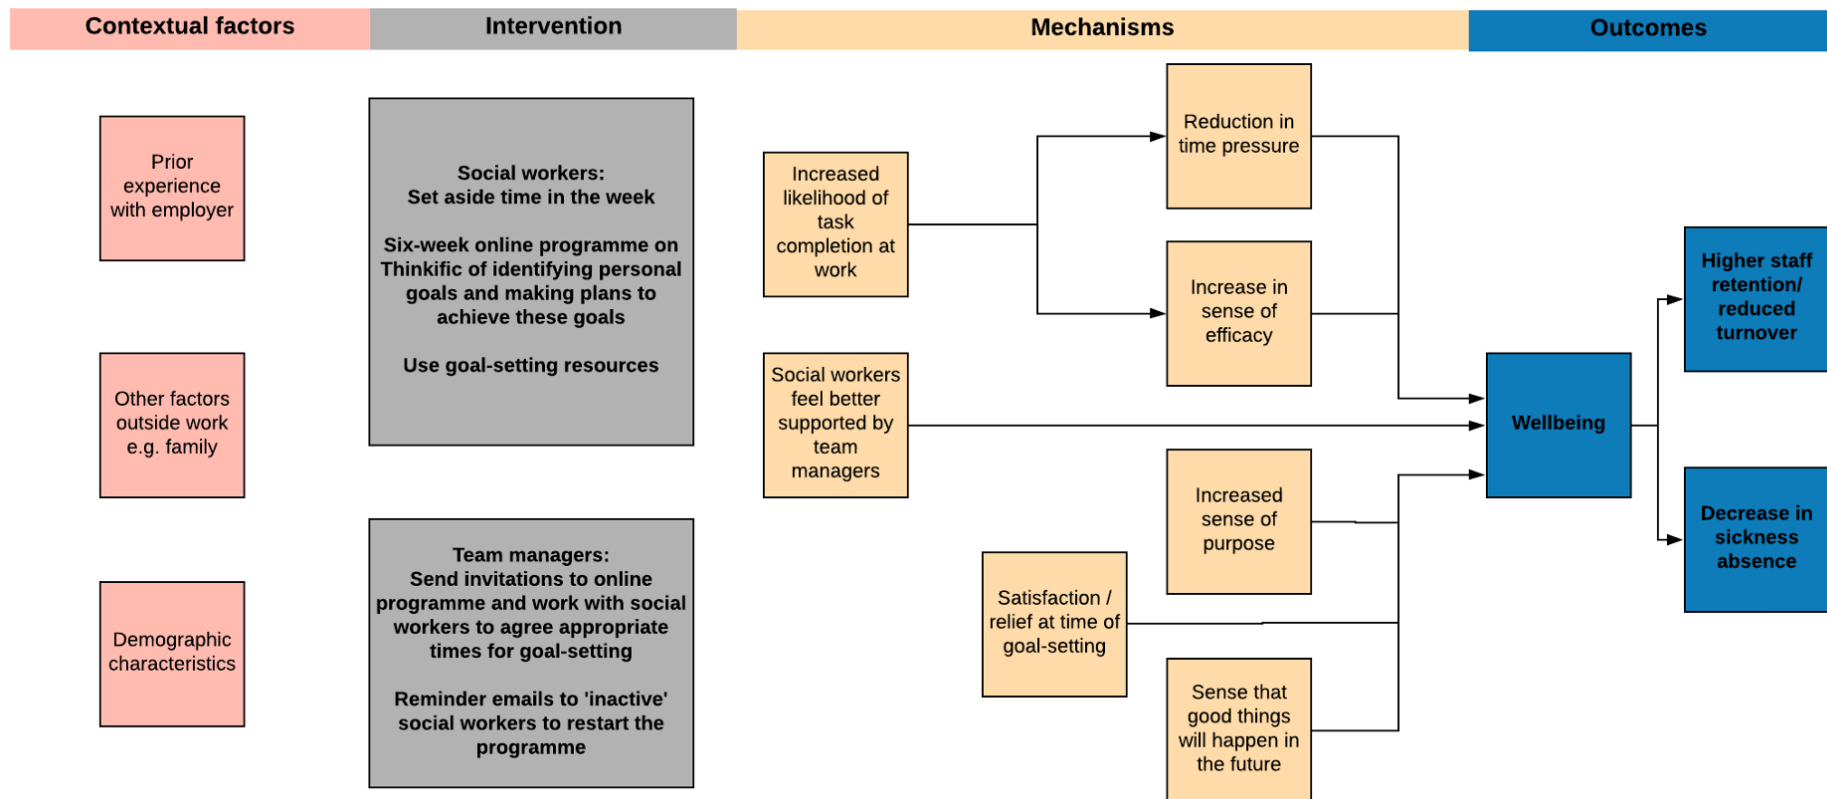 Contextual factors
Intervention
Mechanisms
Outcomes
Prior
experience
with employer
Other factors
outside work
e.g. family
Demographic
characteristics
Social workers:
Set aside time in the week
Six-week online programme on
Thinkific of identifying personal
goals and making plans to
achieve these goals
Use goal-setting resources
Team managers:
Send invitations to online
programme and work with social
workers to agree appropriate
times for goal-setting
Reminder emails to 'inactive'
social workers to restart the
programme
Increased
likelihood of
task
completion at
work
Social workers
feel better
supported by
team
managers
Satisfaction /
relief at time of
goal-setting
Reduction in
time pressure
Increase in
sense of
efficacy
Increased
sense of
purpose
Sense that
good things
will happen in
the future
Wellbeing
Higher staff
retention/
reduced
turnover
Decrease in
sickness
absence